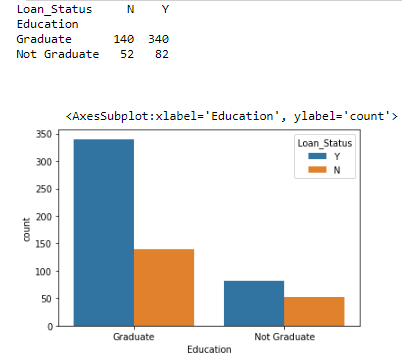 Loan_Status N Y
Education
Graduate 140 340
Not Graduate 52 82
<AxesSubplot:xlabel='Education', ylabel='count'>
350
300
250
200
150
100
50
0
count
Loan_Status
Y
N
Graduate Not Graduate
Education